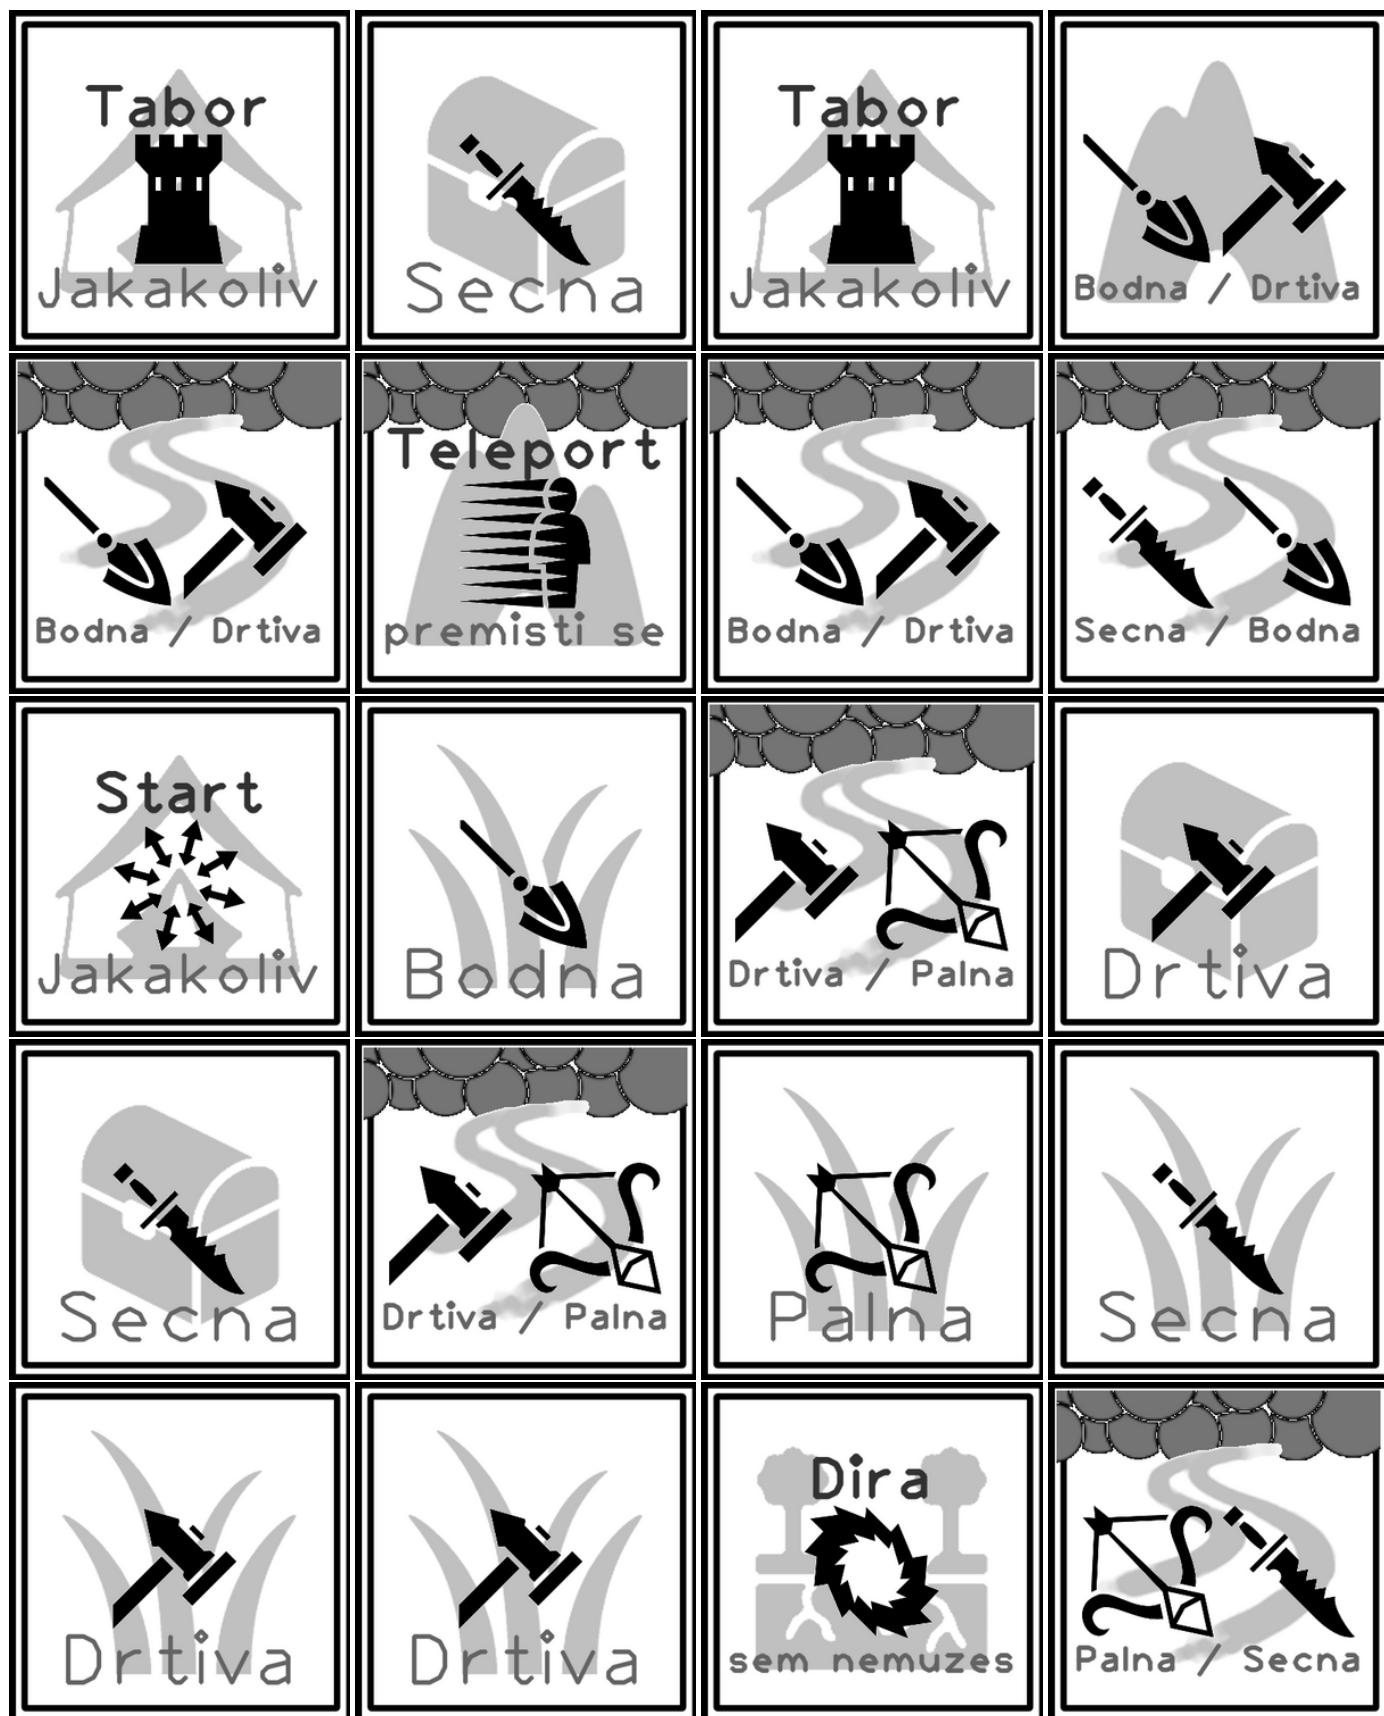 Tabor
Jakakoliv
Secna
Tabor
Jakakoliv
Bodna / Drtiva
Bodna / Drtiva
Teleport
premisti se
Bodna / Drtiva
Secna / Bodna
Start
Jakakoliv
Bodna
Drtiva / Palna
Drtiva
Secna
Drtiva / Palna
Palna
Secna
Drtiva
Drtiva
Dira
sem nemuzes
Palna / Secna